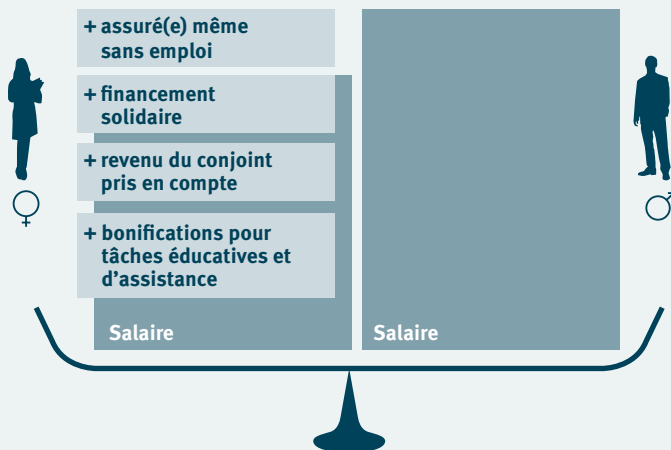 + assuré(e) même
sans emploi
+ financement
solidaire
+ revenu du conjoint
pris en compte
+ bonifications pour
tâches éducatives et
d’assistance
Salaire
Salaire